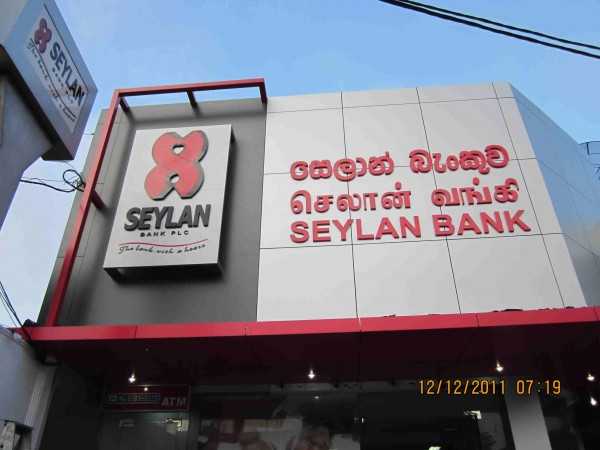 SEYLAN
SEYLAN
BANK PLC
The bank with a heart
සෙලාන් බැංකුව
செலான் வங்கி
SEYLAN BANK
ATM
12/12/2011 07:19